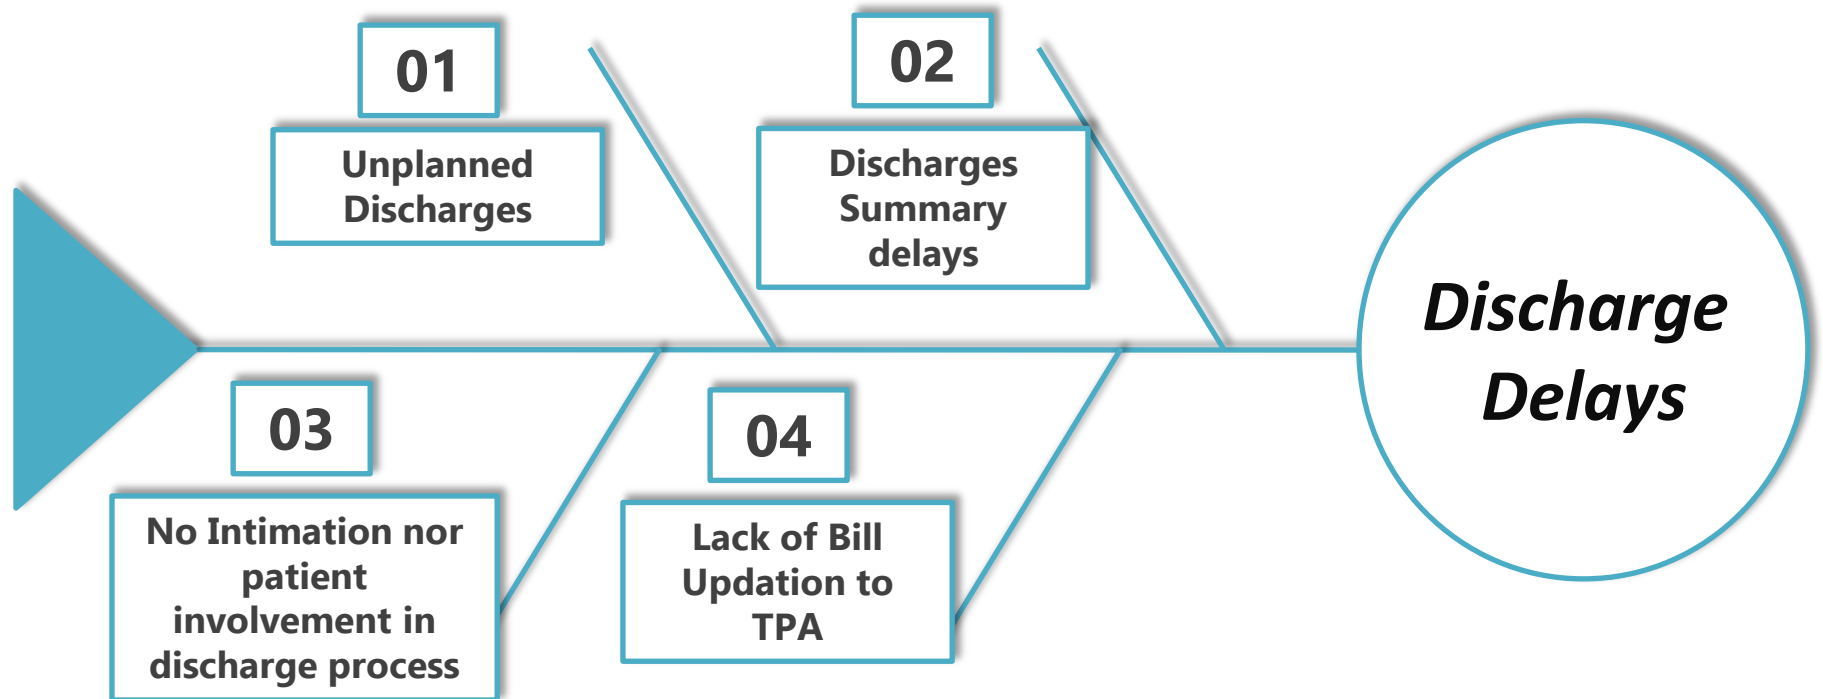 01
Unplanned
Discharges
02
Discharges
Summary
delays
03
No Intimation nor
patient
involvement in
discharge process
04
Lack of Bill
Updation to
TPA
Discharge
Delays